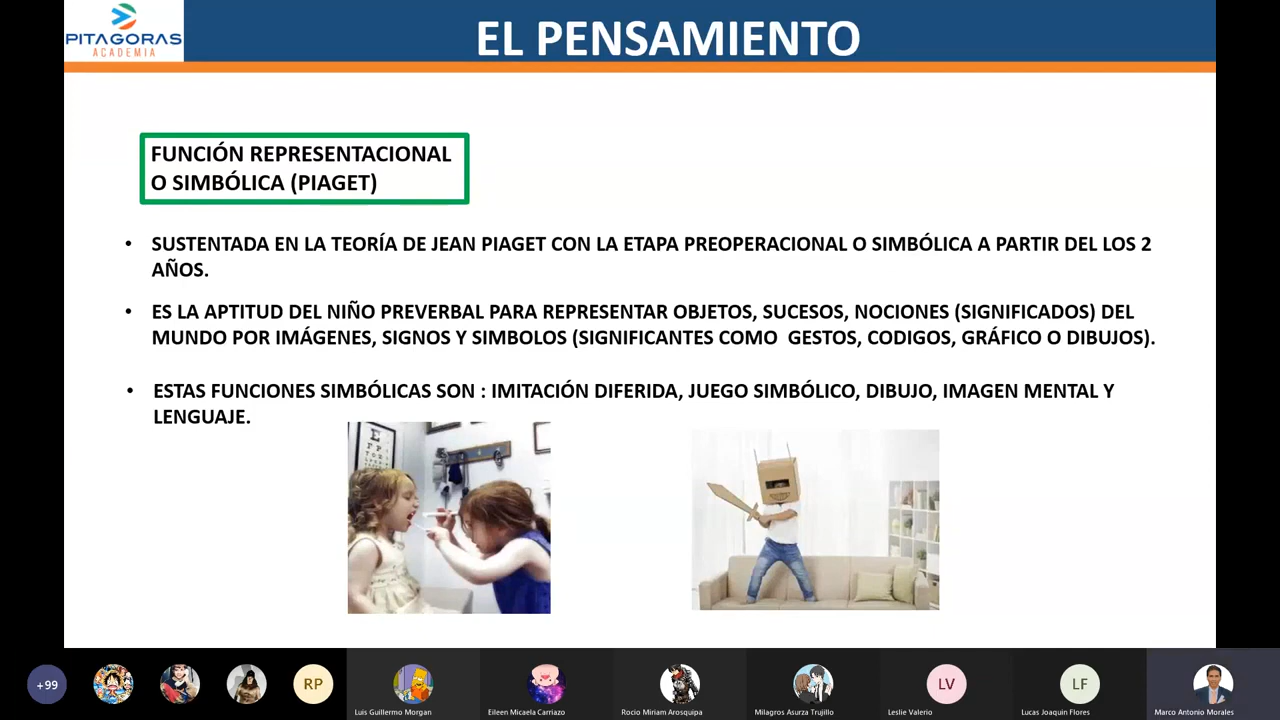 PITAGORAS
ACADEMIA
EL PENSAMIENTO
FUNCIÓN REPRESENTACIONAL
O SIMBÓLICA (PIAGET)
• SUSTENTADA EN LA TEORÍA DE JEAN PIAGET CON LA ETAPA PREOPERACIONAL O SIMBÓLICA A PARTIR DEL LOS 2
AÑOS.
• ES LA APTITUD DEL NIÑO PREVERBAL PARA REPRESENTAR OBJETOS, SUCESOS, NOCIONES (SIGNIFICADOS) DEL
MUNDO POR IMÁGENES, SIGNOS Y SIMBOLOS (SIGNIFICANTES COMO GESTOS, CODIGOS, GRÁFICO O DIBUJOS).
• ESTAS FUNCIONES SIMBÓLICAS SON : IMITACIÓN DIFERIDA, JUEGO SIMBÓLICO, DIBUJO, IMAGEN MENTAL Y
LENGUAJE.
E
F P
+99
RP
LV
LF
Luis Guillermo Morgan
Eileen Micaela Carriazo
Rocio Miriam Arosquipa
Milagros Asurza Trujillo
Leslie Valerio
Lucas Joaquin Flores
Marco Antonio Morales